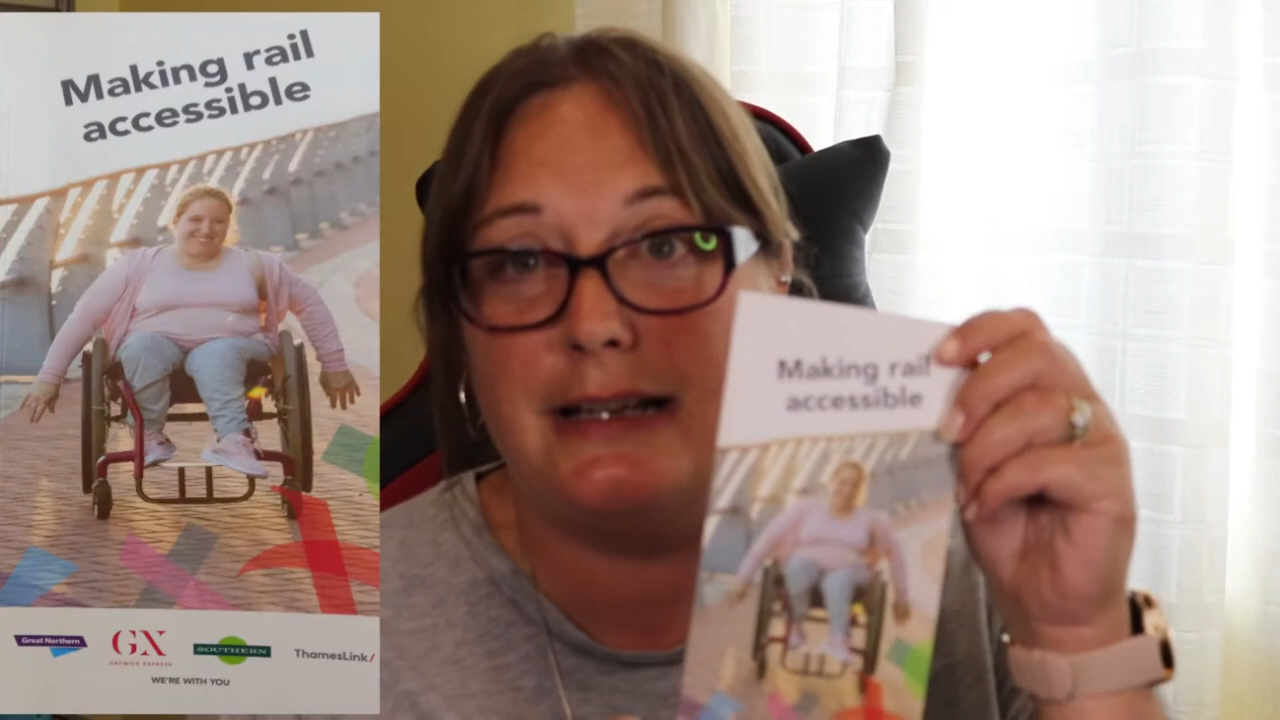 Making rail
accessible
Great Northern
GX
GATWICK EXPRESS
SOUTHERN
ThamesLink/
WE'RE WITH YOU
Making rail
accessible